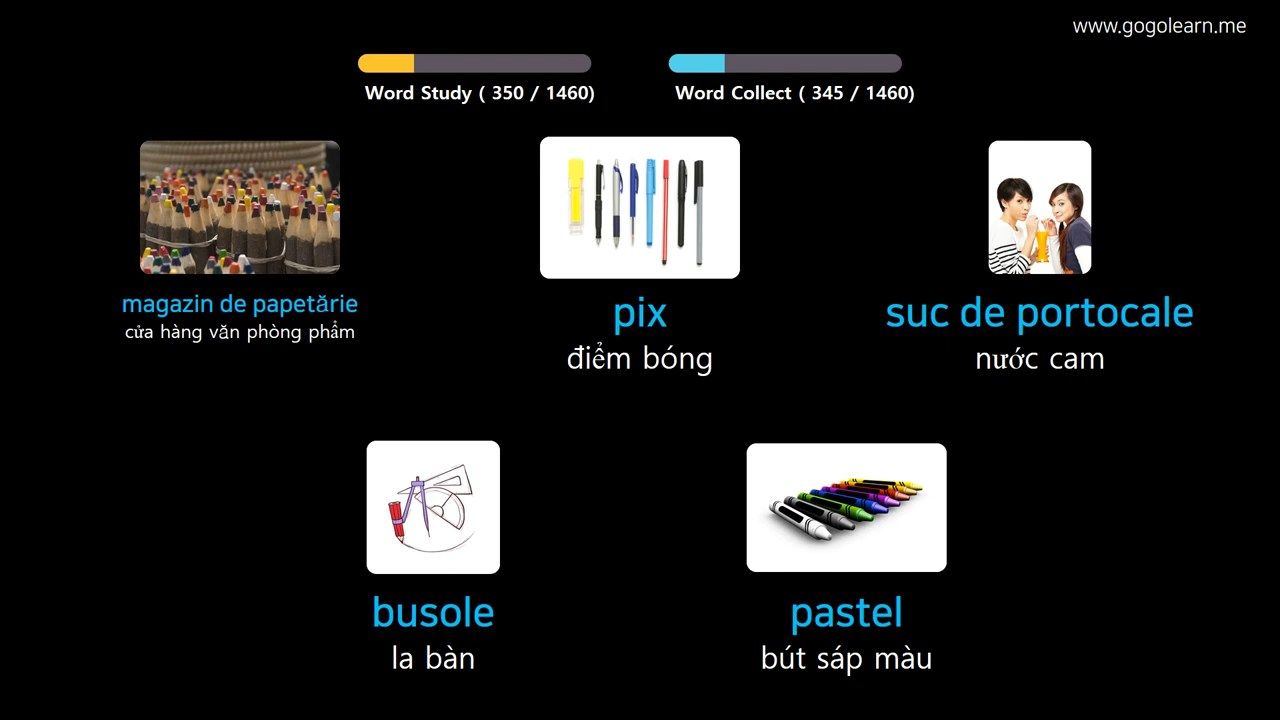 www.gogolearn.me
Word Study ( 350 / 1460)
Word Collect ( 345 / 1460)
magazin de papetărie
cửa hàng văn phòng phẩm
pix
điểm bóng
suc de portocale
nước cam
busole
la bàn
pastel
bút sáp màu